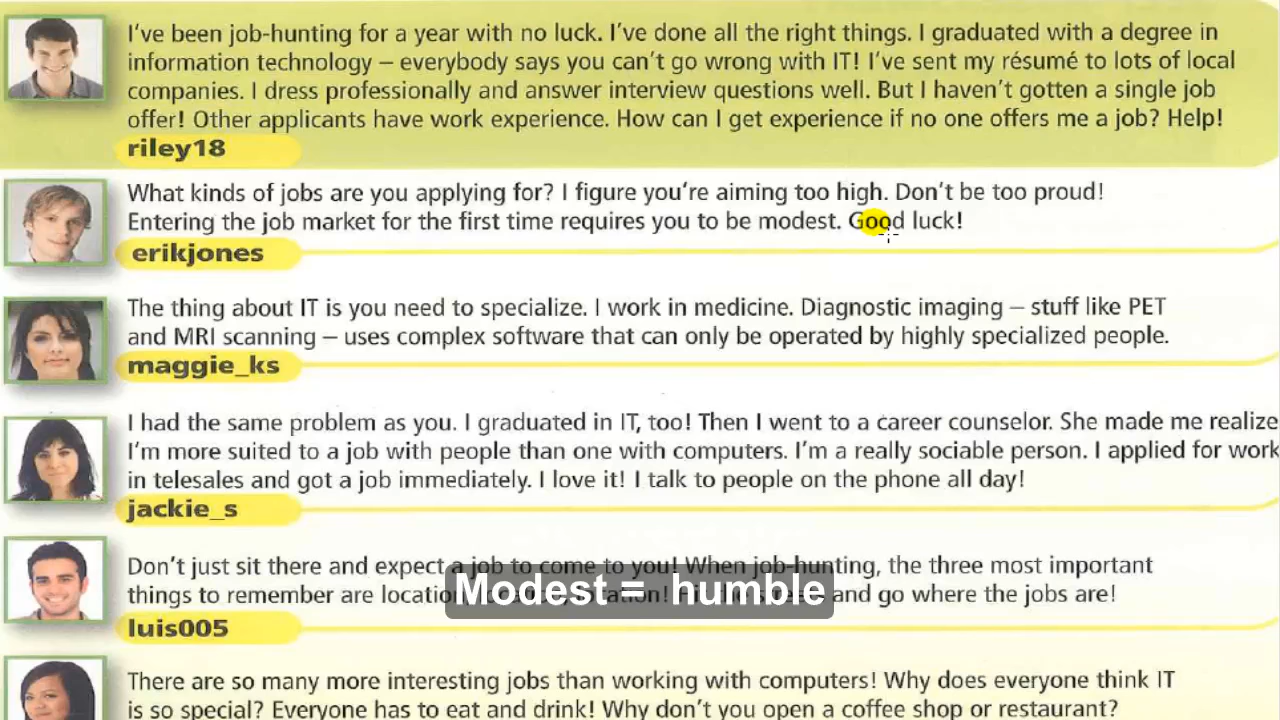 I've been job-hunting for a year with no luck. I've done all the right things. I graduated with a degree in
information technology – everybody says you can't go wrong with IT! I've sent my résumé to lots of local
companies. I dress professionally and answer interview questions well. But I haven't gotten a single job
offer! Other applicants have work experience. How can I get experience if no one offers me a job? Help!
riley18
What kinds of jobs are you applying for? I figure you're aiming too high. Don't be too proud!
Entering the job market for the first time requires you to be modest. Good luck!
erikjones
The thing about IT is you need to specialize. I work in medicine. Diagnostic imaging – stuff like PET
and MRI scanning – uses complex software that can only be operated by highly specialized people.
maggie_ks
I had the same problem as you. I graduated in IT, too! Then I went to a career counselor. She made me realize
I'm more suited to a job with people than one with computers. I'm a really sociable person. I applied for work
in telesales and got a job immediately. I love it! I talk to people on the phone all day!
jackie_s
Don't just sit there and expect a job to come to you! When job-hunting, the three most important
things to remember are location, and go where the jobs are!
Modest = humble
luis005
There are so many more interesting jobs than working with computers! Why does everyone think IT
is so special? Everyone has to eat and drink! Why don't you open a coffee shop or restaurant?